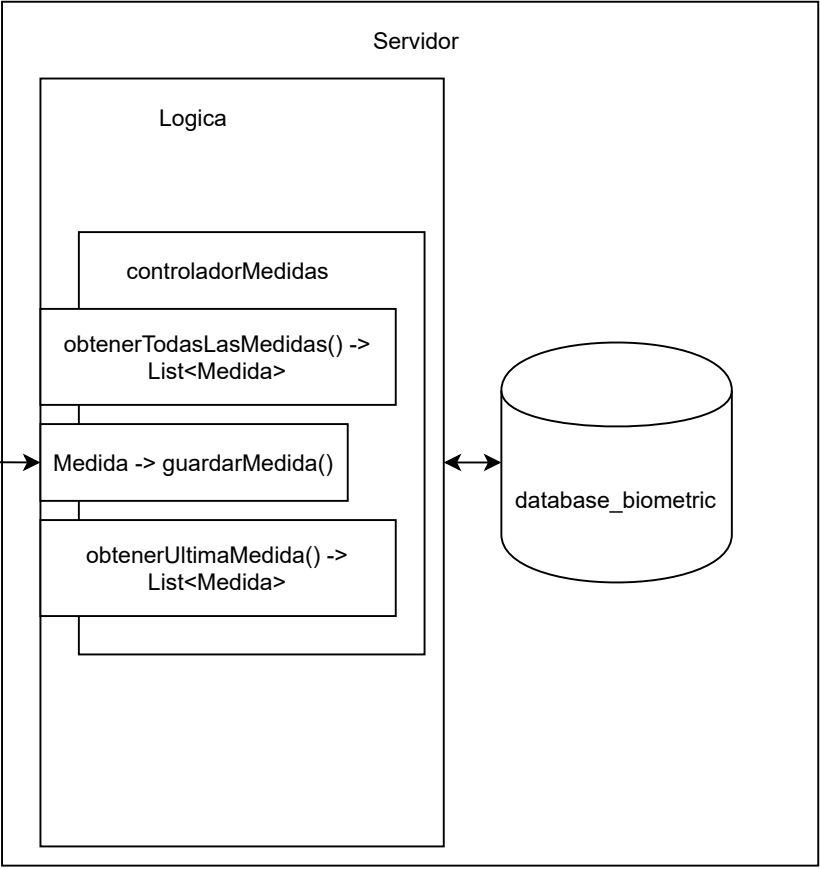 Servidor
Logica
controladorMedidas
obtenerTodasLasMedidas() ->
List<Medida>
Medida -> guardarMedida()
obtenerUltimaMedida() ->
List<Medida>
database_biometric